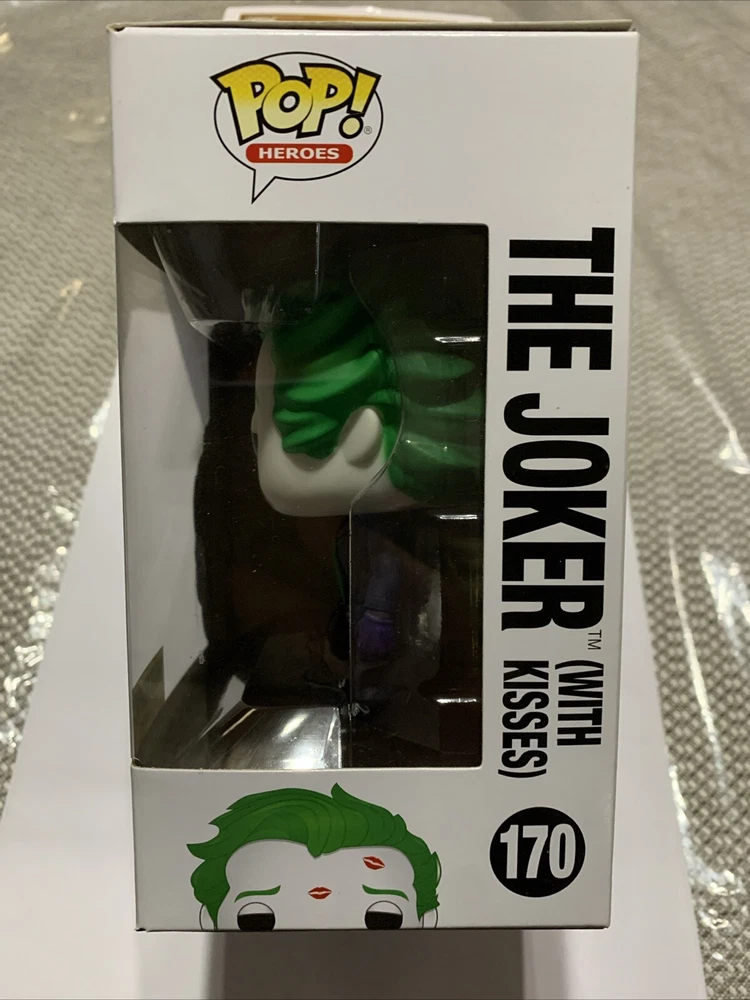 POP!®
HEROES
THE JOKER™
(WITH
KISSES)
170